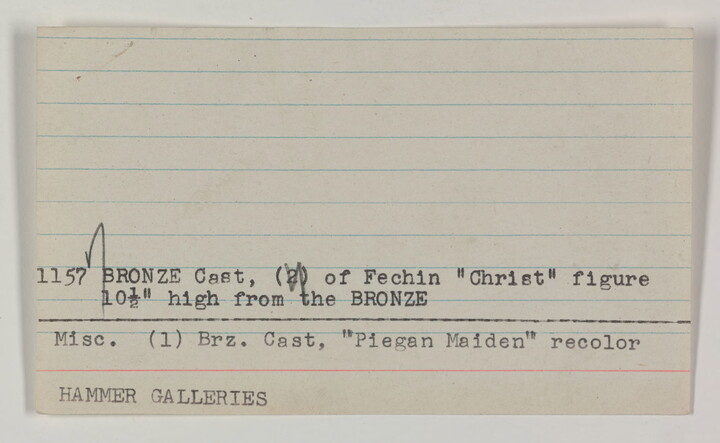 1157 BRONZE Cast, (2) of Fechin "Christ" figure
10½" high from the BRONZE
Misc. (1) Brz. Cast, "Piegan Maiden" recolor
HAMMER GALLERIES